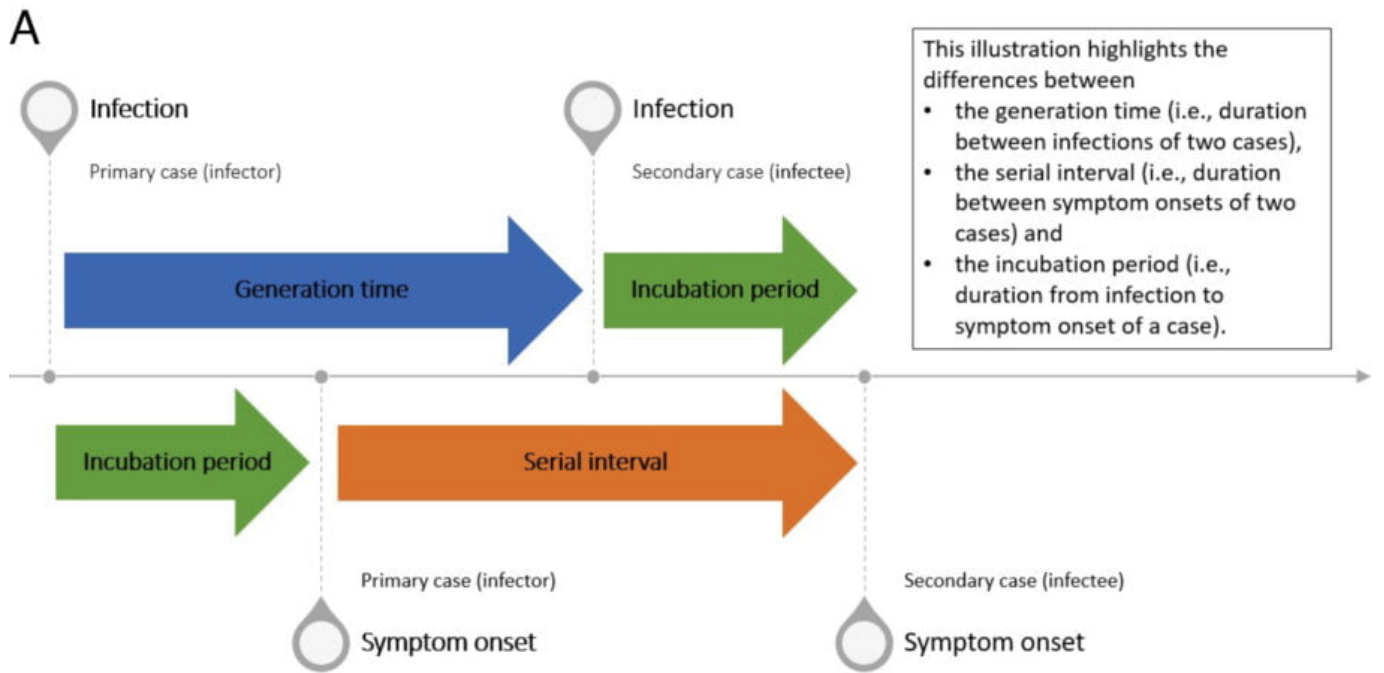 A
This illustration highlights the
differences between
• the generation time (i.e., duration
between infections of two cases),
• the serial interval (i.e., duration
between symptom onsets of two
cases) and
• the incubation period (i.e.,
duration from infection to
symptom onset of a case).
Infection
Primary case (infector)
Infection
Secondary case (infectee)
Generation time
Incubation period
Incubation period
Serial interval
Primary case (infector)
Symptom onset
Secondary case (infectee)
Symptom onset